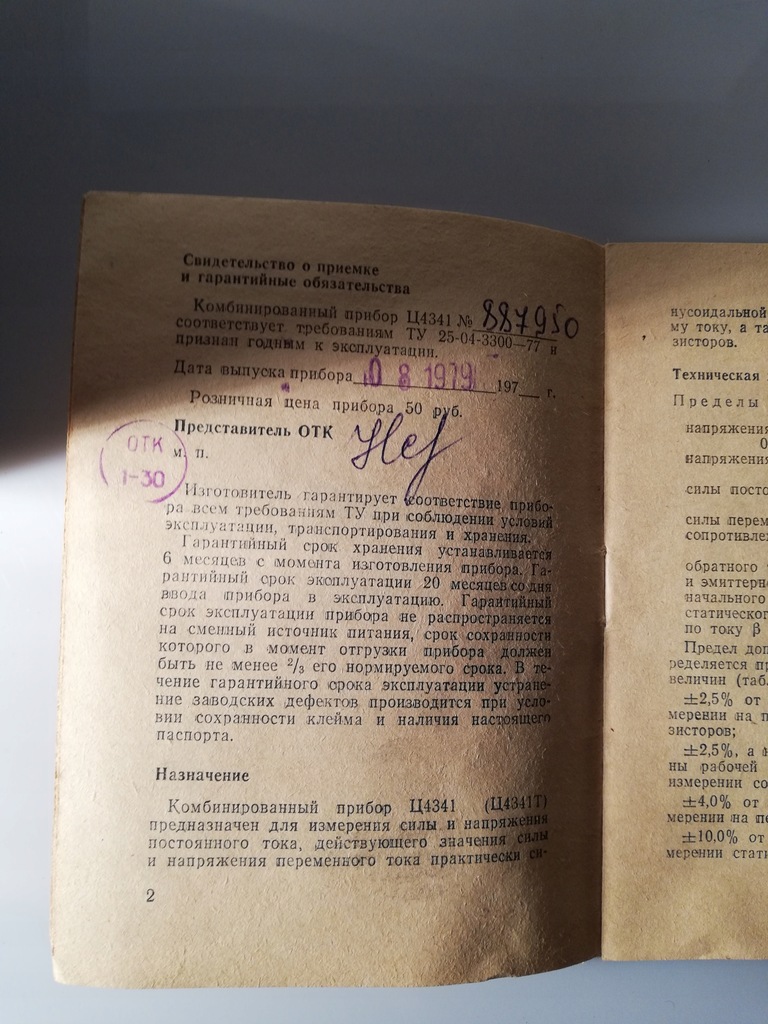 Свидетельство о приемке
и гарантийные обязательства
Комбинированный прибор Ц4341 № 887950
соответствует требованиям ТУ 25-04-3300—77 и
признан годным к эксплуатации.
Дата выпуска прибора 08 1979 197 г.
Розничная цена прибора 50 руб.
Представитель ОТК
м. п.
ОТК
1-30
Изготовитель гарантирует соответствие прибо-
ра всем требованиям ТУ при соблюдении условий
эксплуатации, транспортирования и хранения.
Гарантийный срок хранения устанавливается
6 месяцев с момента изготовления прибора. Га-
рантийный срок эксплуатации 20 месяцев со дня
ввода прибора в эксплуатацию. Гарантийный
срок эксплуатации прибора не распространяется
на сменный источник питания, срок сохранности
которого в момент отгрузки прибора должен
быть не менее 2/3 его нормируемого срока. В те-
чение гарантийного срока эксплуатации устране-
ние заводских дефектов производится при усло-
вии сохранности клейма и наличия настоящего
паспорта.
Назначение
Комбинированный прибор Ц4341 (Ц4341Т)
предназначен для измерения силы и напряжения
постоянного тока, действующего значения силы
и напряжения переменного тока практически си-
2
нусоидальной
му току, а та
зисторов.
Техническая
Пределы
напряжения
0
напряжения
силы посто
силы перем
сопротивле
обратного
и эмиттерн
начального
статического
по току β
Предел доп
ределяется пр
величин (таб
±2,5% от
мерении на п
зисторов;
±2,5%, а н
ны рабочей
измерении со
±4,0% от
мерении на пе
±10,0% от
мерении стати